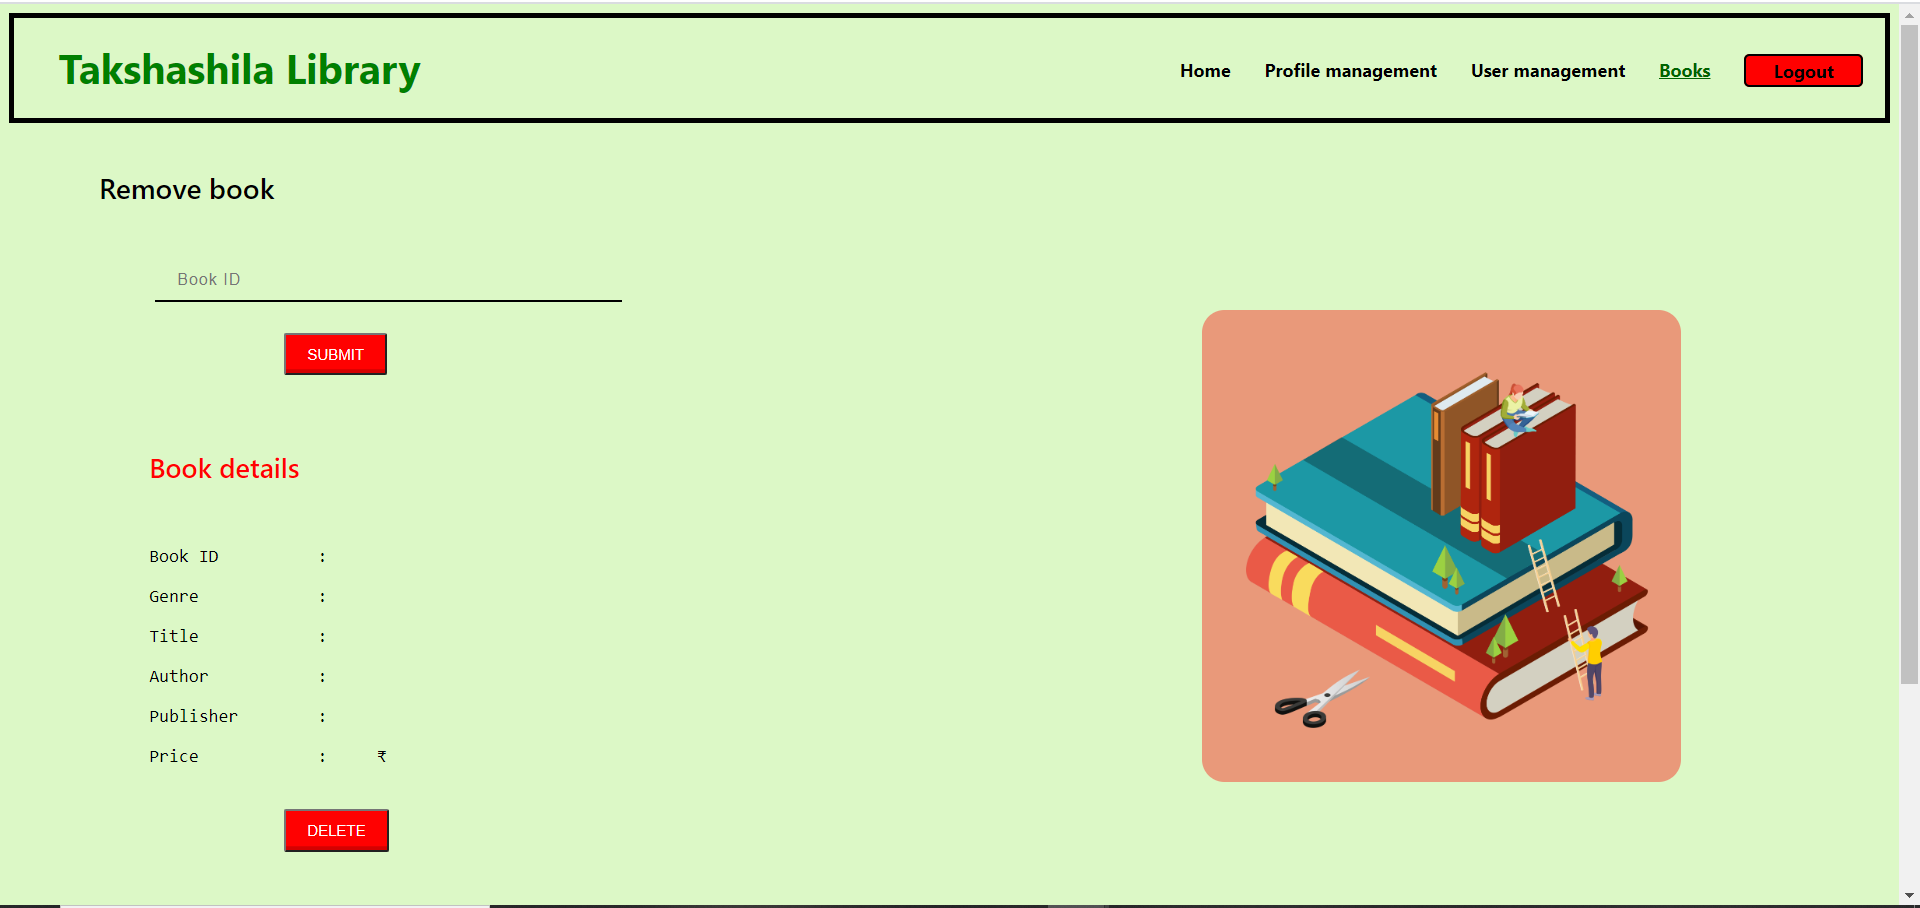 Takshashila Library
Home Profile management User management Books Logout
Remove book
Book ID
SUBMIT
Book details
Book ID :
Genre :
Title :
Author :
Publisher :
Price : ₹
DELETE